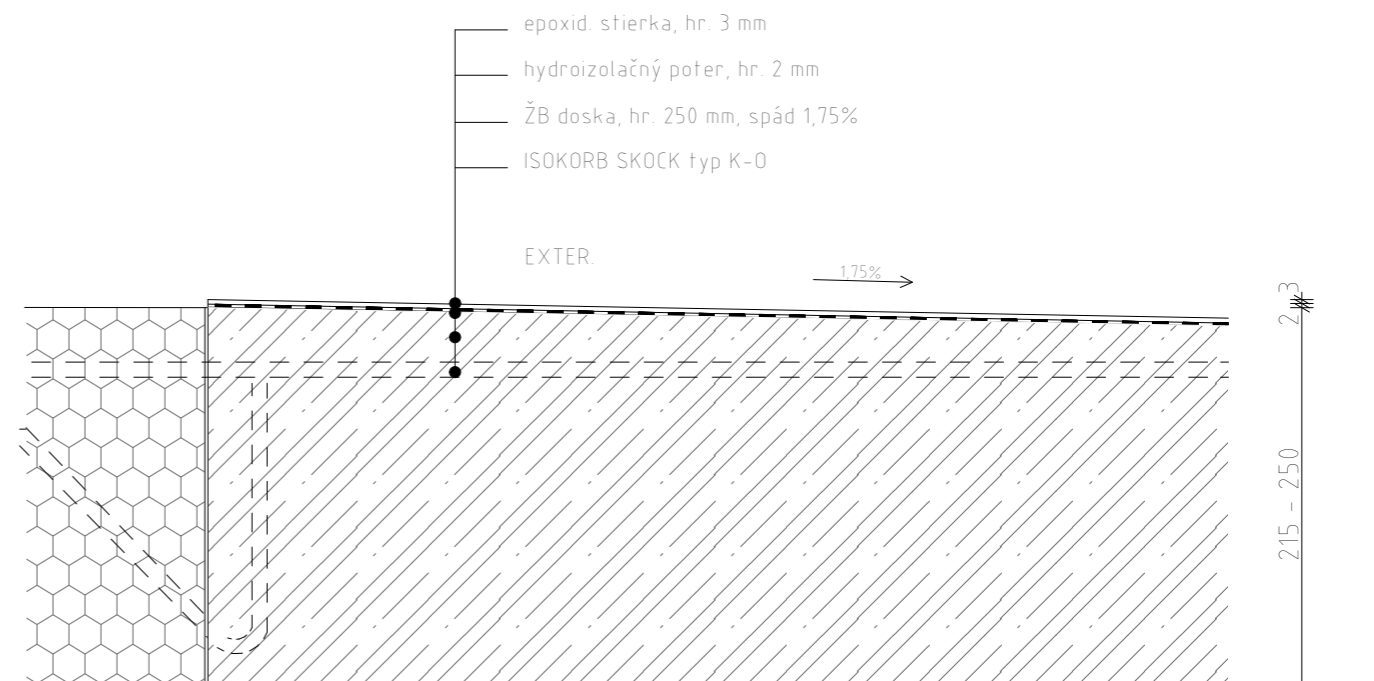 epoxid. stierka, hr. 3 mm
hydroizolačný poter, hr. 2 mm
ŽB doska, hr. 250 mm, spád 1,75%
ISOKORB SKOCK typ K-O
EXTER.
1,75%
3
2
215 - 250